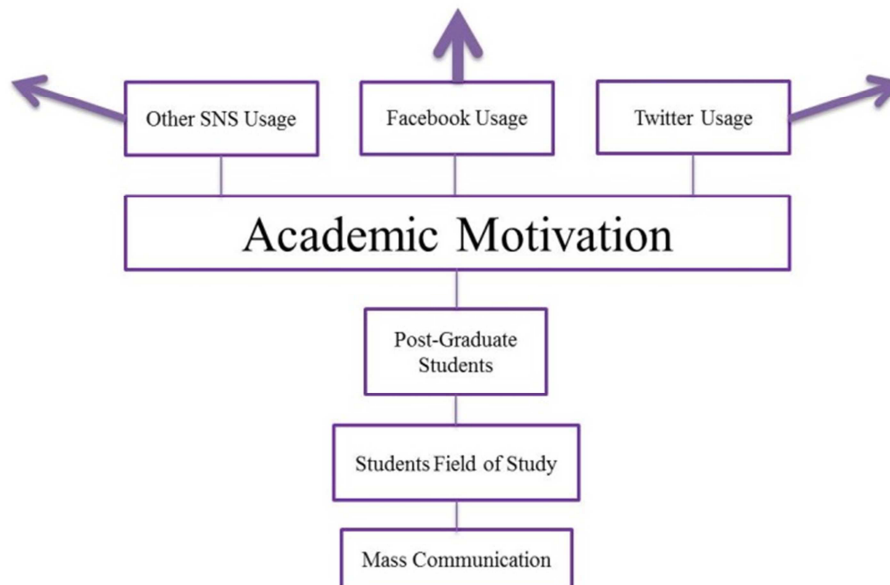 Other SNS Usage
Facebook Usage
Twitter Usage
Academic Motivation
Post-Graduate
Students
Students Field of Study
Mass Communication